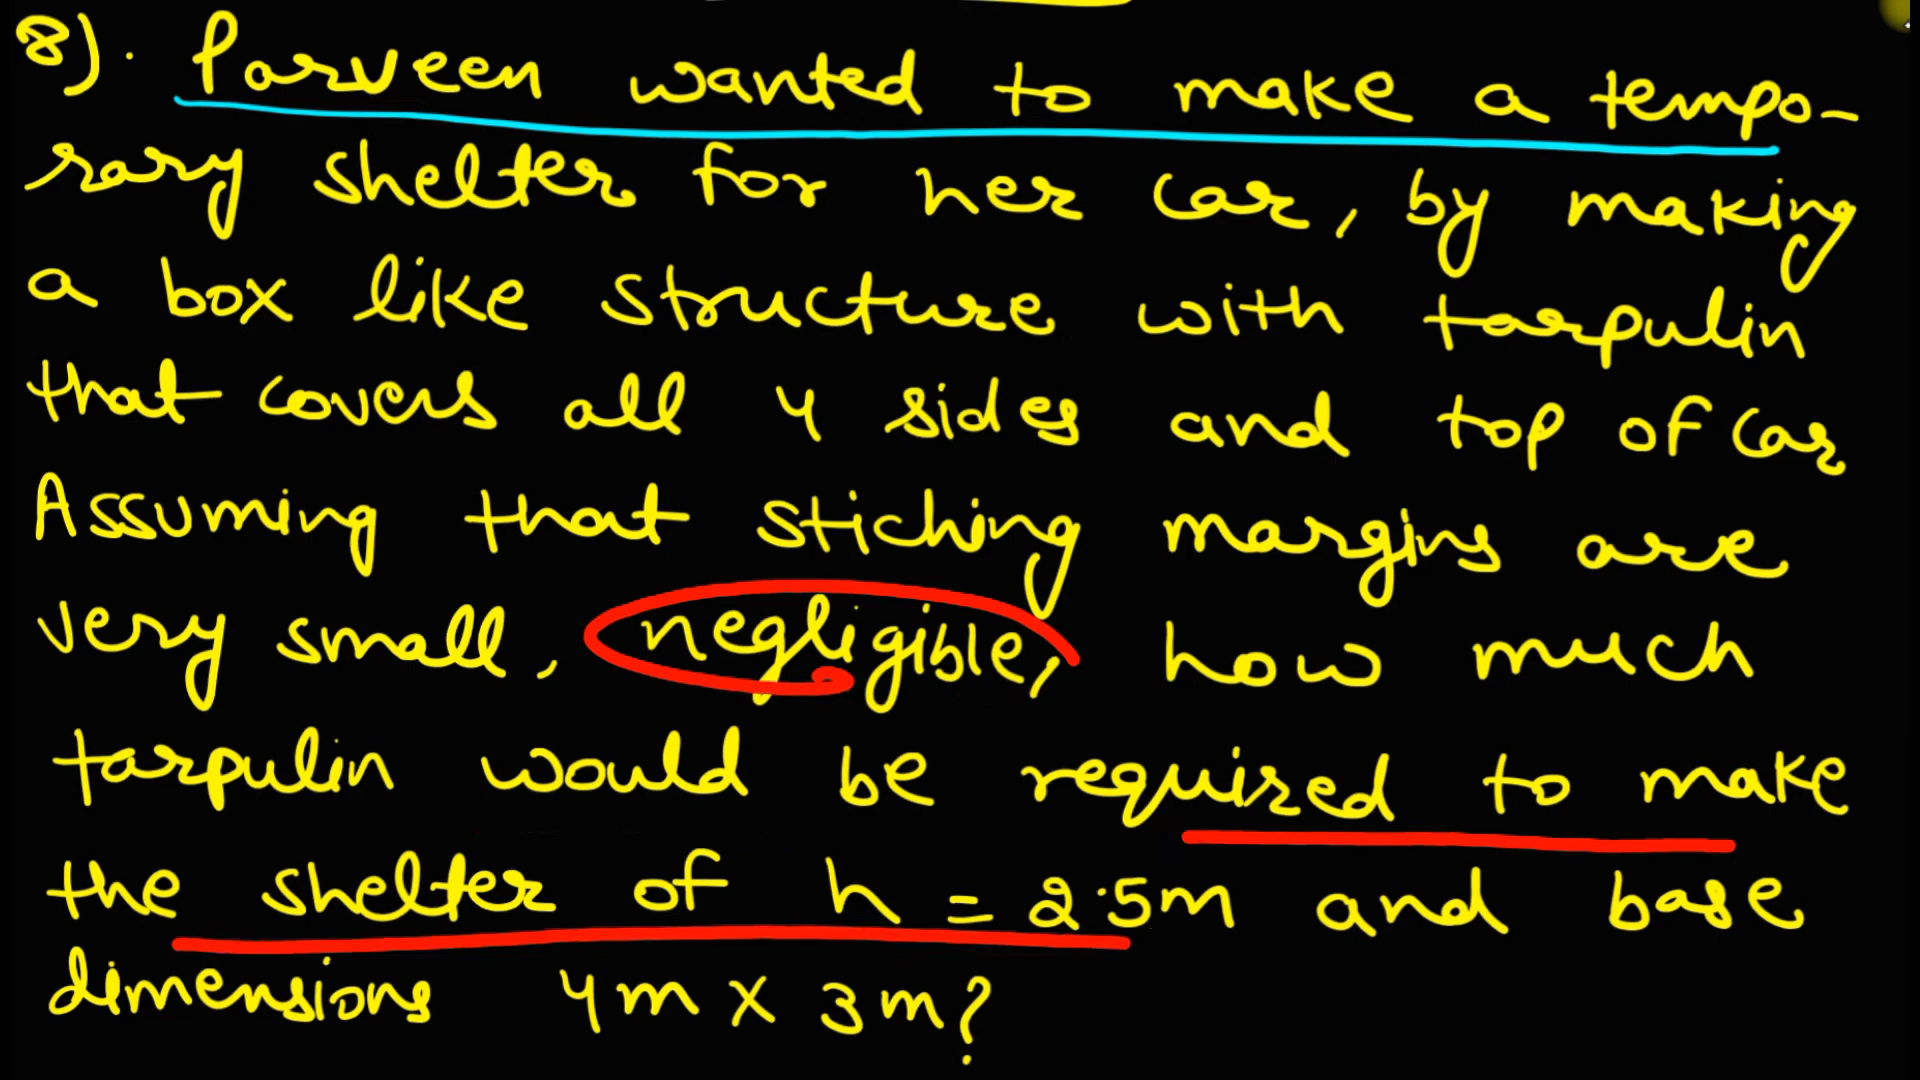 8). Parveen wanted to make a tempo-
rary shelter for her car, by making
a box like structure with tarpulin
that covers all 4 sides and top of car
Assuming that stiching margins are
very small, negligible, how much
tarpulin would be required to make
the shelter of h = 2.5m and base
dimensions 4m x 3m?